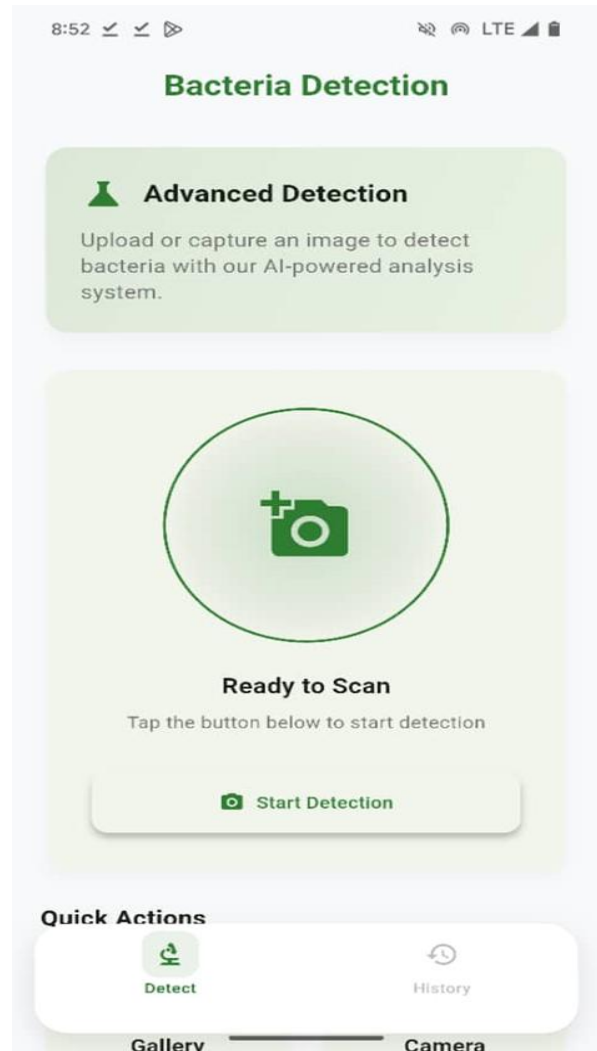 8:52 LTE
Bacteria Detection
Advanced Detection
Upload or capture an image to detect
bacteria with our AI-powered analysis
system.
Ready to Scan
Tap the button below to start detection
Start Detection
Quick Actions
Detect History
Gallery Camera